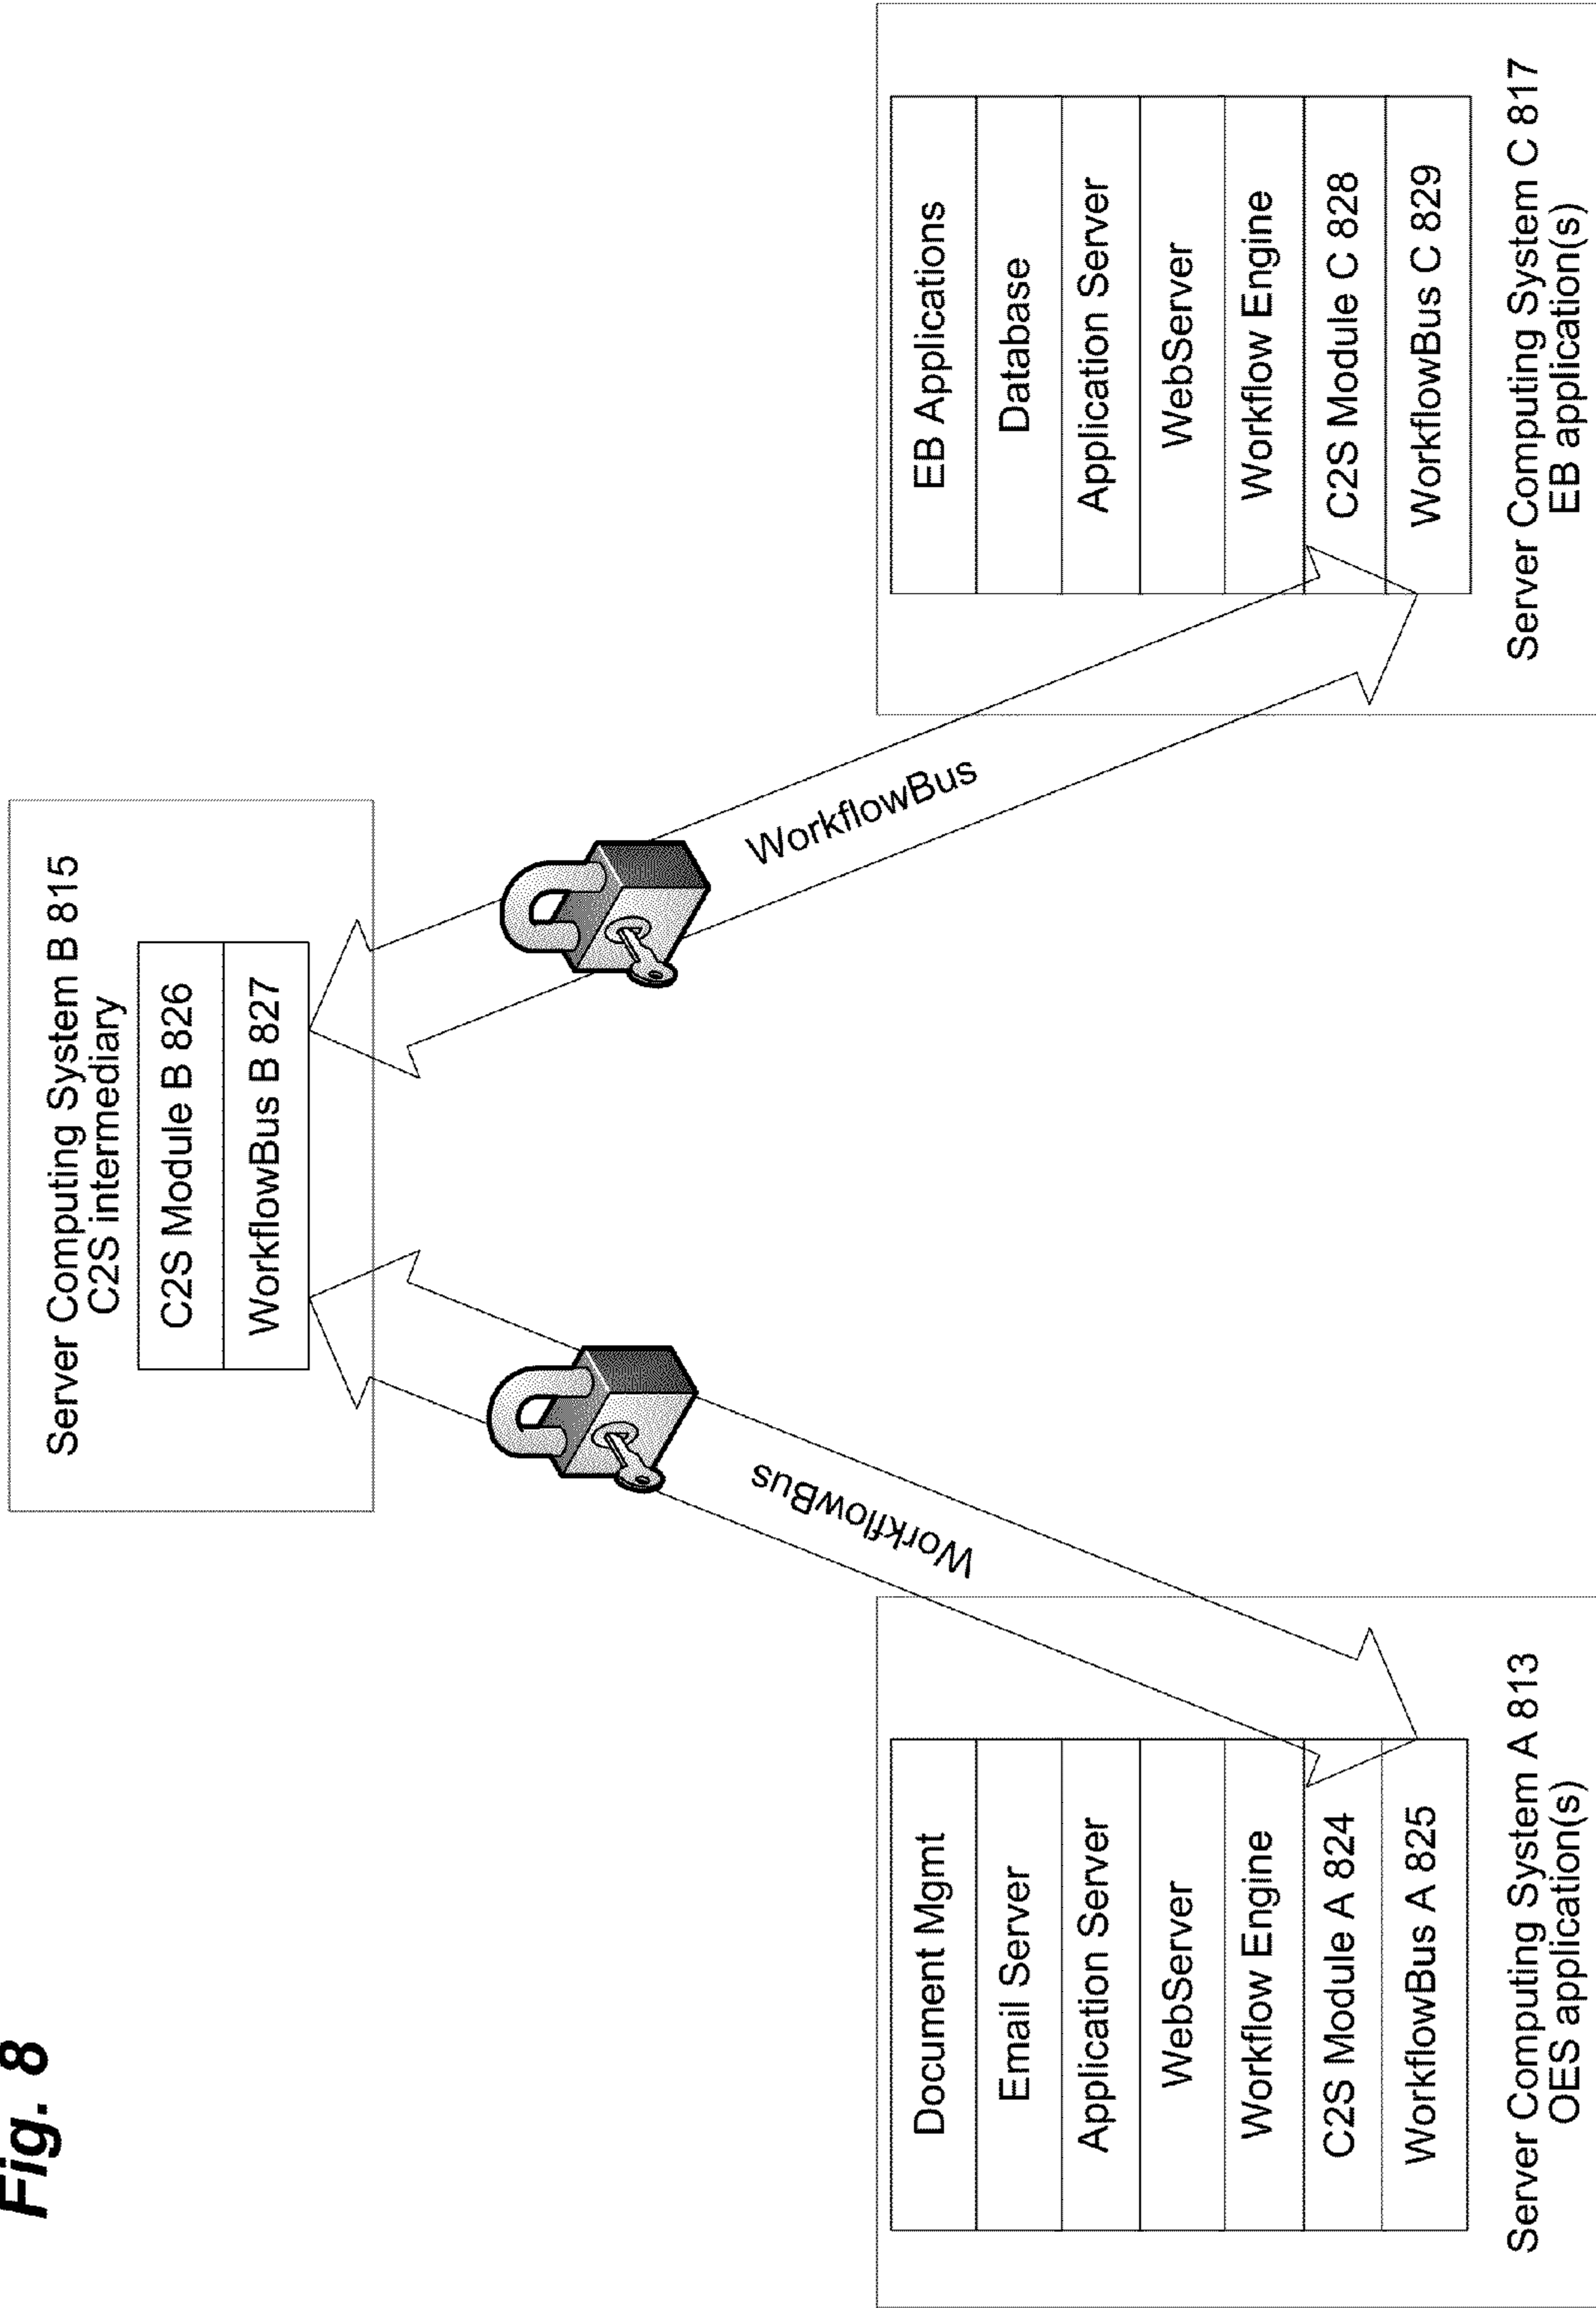 Fig. 8
Server Computing System B 815
C2S intermediary
C2S Module B 826
WorkflowBus B 827
WorkflowBus
WorkflowBus
Document Mgmt
Email Server
Application Server
WebServer
Workflow Engine
C2S Module A 824
WorkflowBus A 825
Server Computing System A 813
OES application(s)
EB Applications
Database
Application Server
WebServer
Workflow Engine
C2S Module C 828
WorkflowBus C 829
Server Computing System C 817
EB application(s)